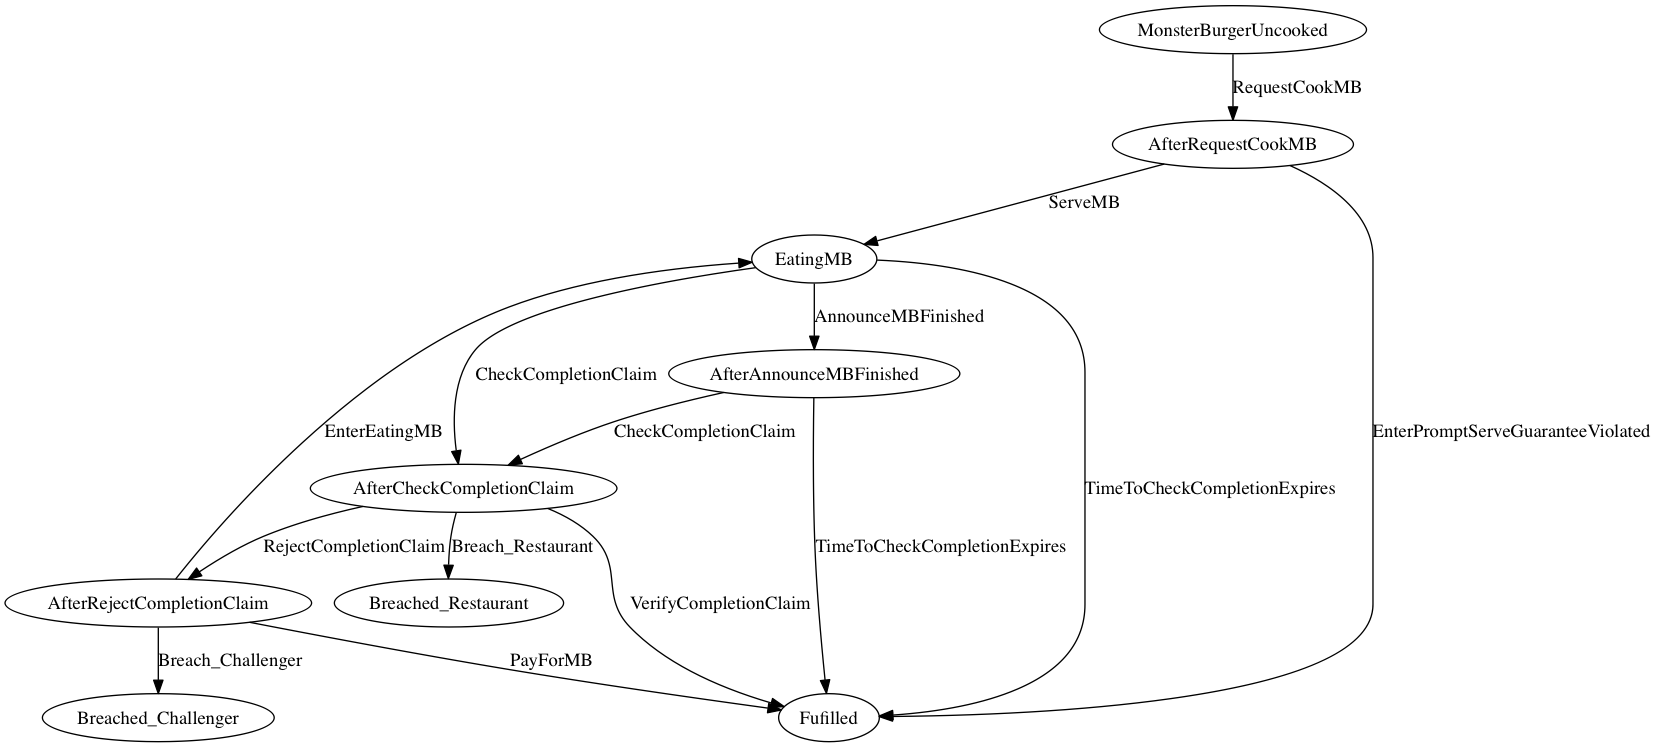 MonsterBurgerUncooked
RequestCookMB
AfterRequestCookMB
ServeMB
EatingMB
AnnounceMBFinished
CheckCompletionClaim
AfterAnnounceMBFinished
EnterEatingMB
CheckCompletionClaim
EnterPromptServeGuaranteeViolated
AfterCheckCompletionClaim
TimeToCheckCompletionExpires
RejectCompletionClaim
Breach_Restaurant
TimeToCheckCompletionExpires
AfterRejectCompletionClaim
Breached_Restaurant
VerifyCompletionClaim
Breach_Challenger
PayForMB
Breached_Challenger
Fufilled